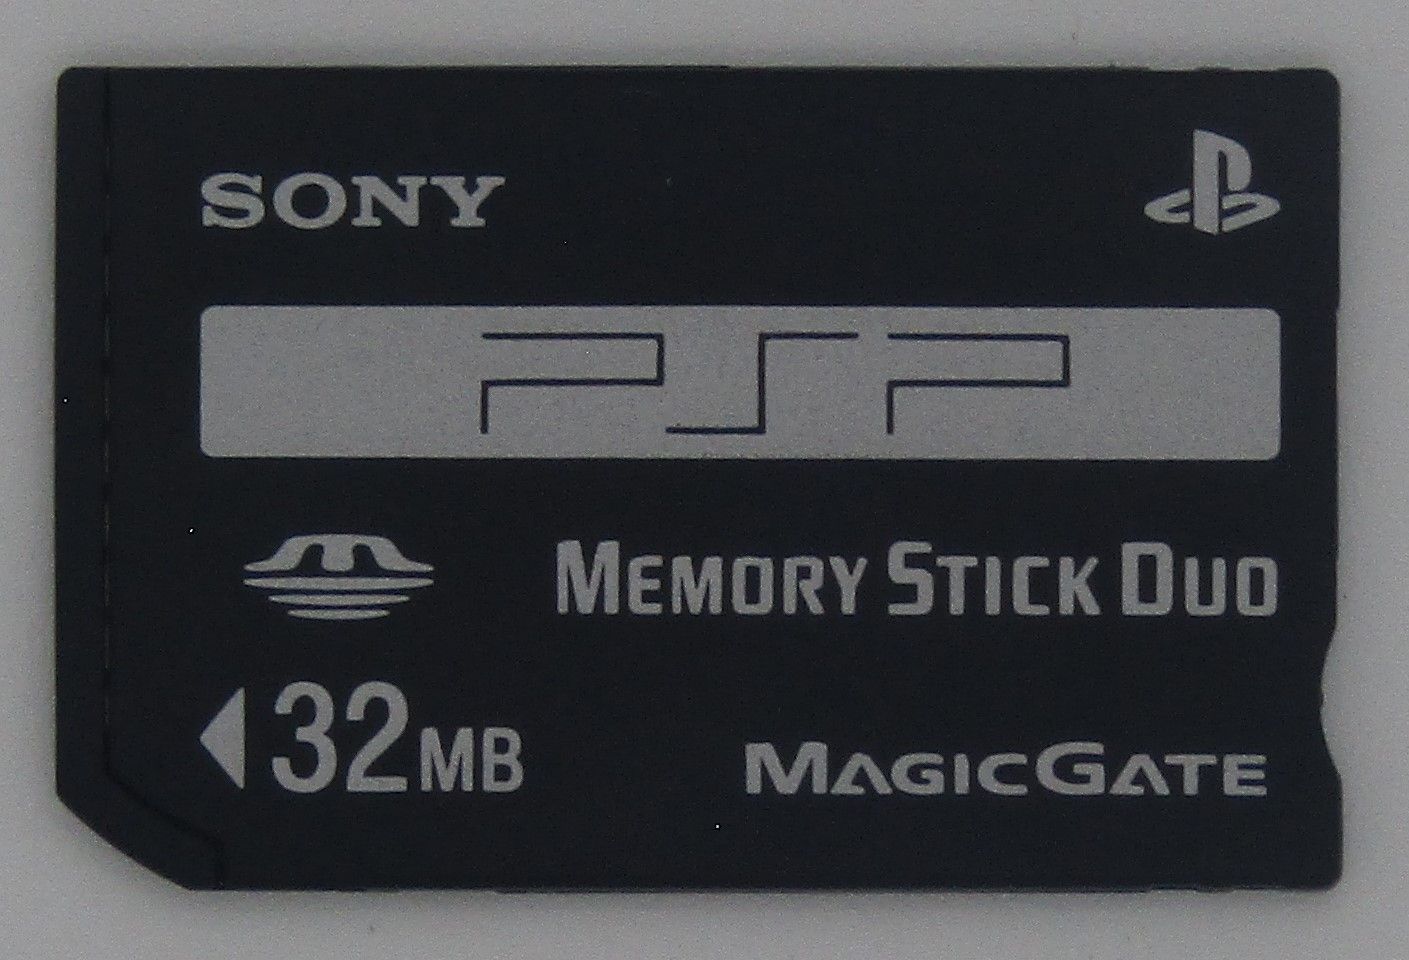 SONY
PSP
MEMORY STICK DUO
32MB
MAGICGATE